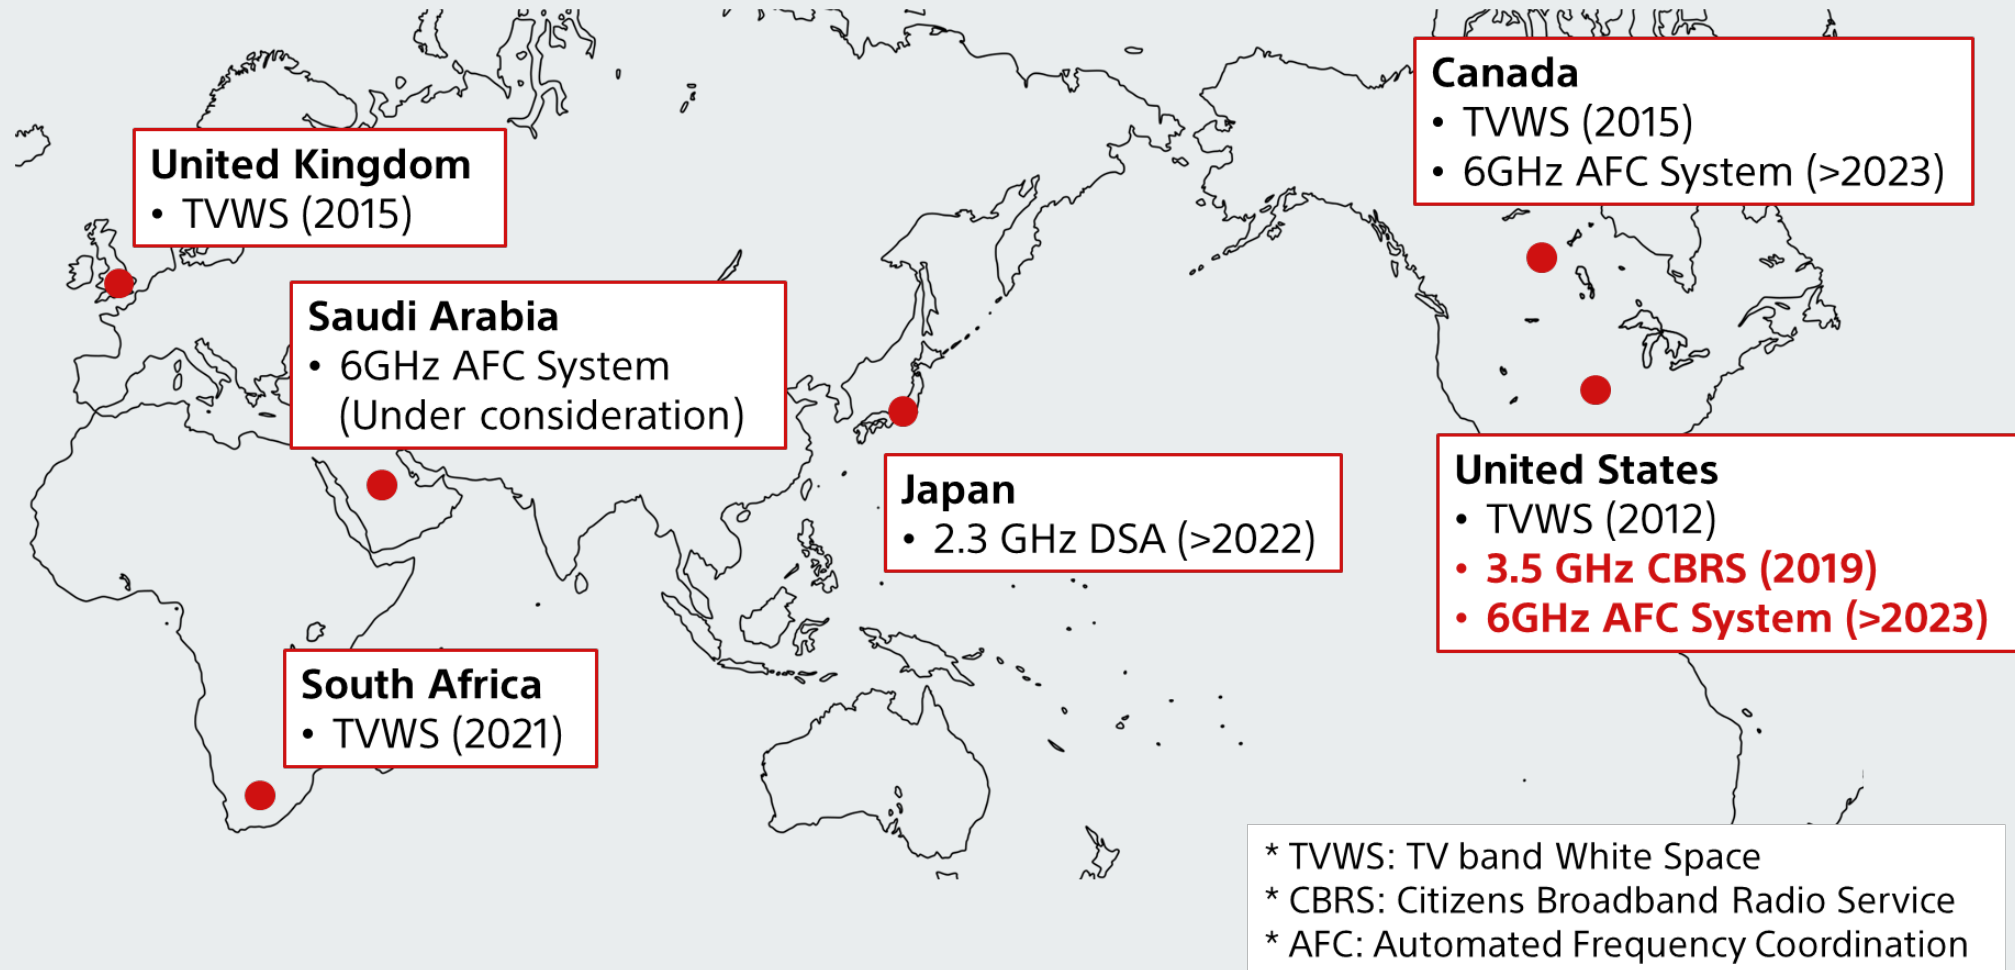 United Kingdom
• TVWS (2015)
Canada
• TVWS (2015)
• 6GHz AFC System (>2023)
Saudi Arabia
• 6GHz AFC System
(Under consideration)
Japan
• 2.3 GHz DSA (>2022)
United States
• TVWS (2012)
• 3.5 GHz CBRS (2019)
• 6GHz AFC System (>2023)
South Africa
• TVWS (2021)
* TVWS: TV band White Space
* CBRS: Citizens Broadband Radio Service
* AFC: Automated Frequency Coordination